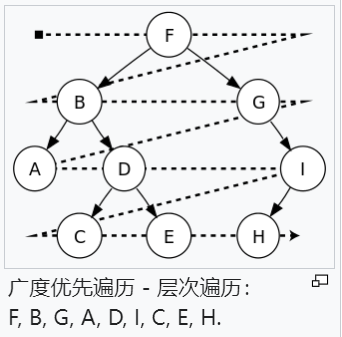 F
B G
A D I
C E H
广度优先遍历 - 层次遍历：
F, B, G, A, D, I, C, E, H.